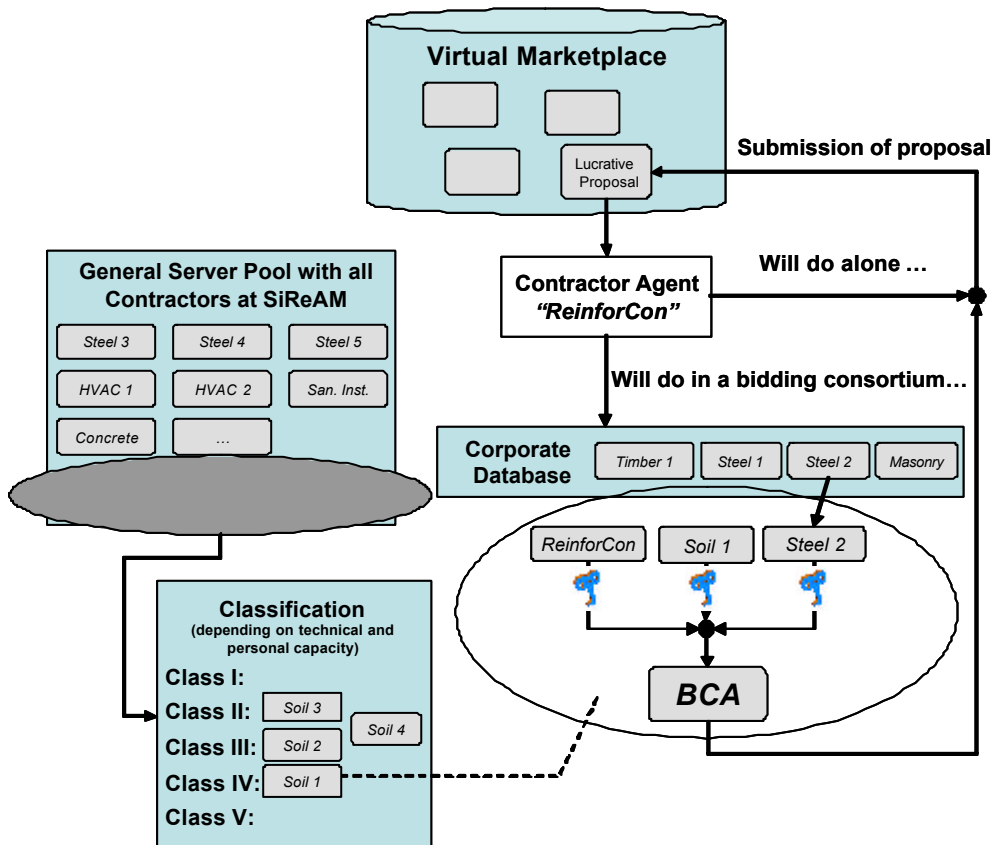 Virtual Marketplace
Lucrative
Proposal
Submission of proposal
General Server Pool with all
Contractors at SiReAM
Steel 3
Steel 4
Steel 5
HVAC 1
HVAC 2
San. Inst.
Concrete
...
Contractor Agent
"ReinforCon"
Will do alone ...
Will do in a bidding consortium...
Corporate
Database
Timber 1
Steel 1
Steel 2
Masonry
ReinforCon
Soil 1
Steel 2
BCA
Classification
(depending on technical and
personal capacity)
Class I:
Class II:
Soil 3
Soil 4
Class III:
Soil 2
Class IV:
Soil 1
Class V: